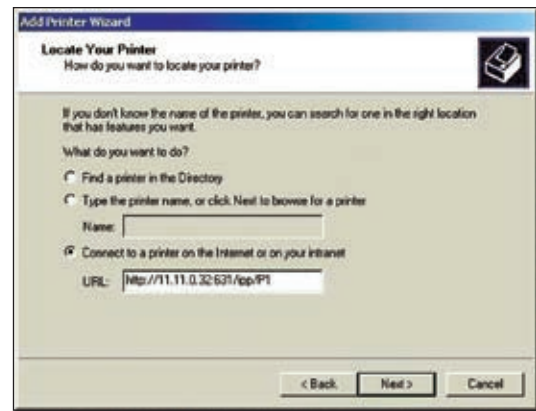 Add Printer Wizard
Locate Your Printer
How do you want to locate your printer?
If you don't know the name of the printer, you can search for one in the right location
that has features you want.
What do you want to do?
Find a printer in the Directory
Type the printer name, or click Next to browse for a printer
Name:
Connect to a printer on the Internet or on your intranet
URL: http://11.11.0.32:631/ipp/P1
< Back
Next >
Cancel